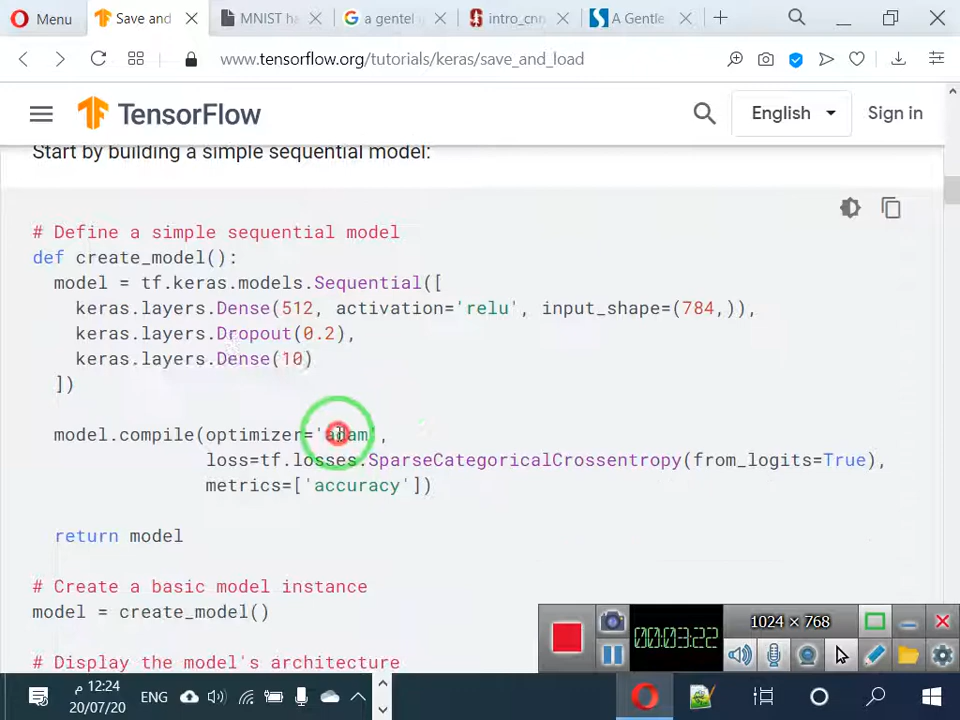 Menu
Save and
MNIST ha
a gentel
intro_cnn
A Gentle
www.tensorflow.org/tutorials/keras/save_and_load
TensorFlow
English
Sign in
Start by building a simple sequential model:
# Define a simple sequential model
def create_model():
model = tf.keras.models.Sequential([
keras.layers.Dense(512, activation='relu', input_shape=(784,)),
keras.layers.Dropout(0.2),
keras.layers.Dense(10)
])
model.compile(optimizer='adam',
loss=tf.losses.SparseCategoricalCrossentropy(from_logits=True),
metrics=['accuracy'])
return model
# Create a basic model instance
model = create_model()
# Display the model's architecture
00:03:22
1024 × 768
ENG
12:24 م
20/07/20